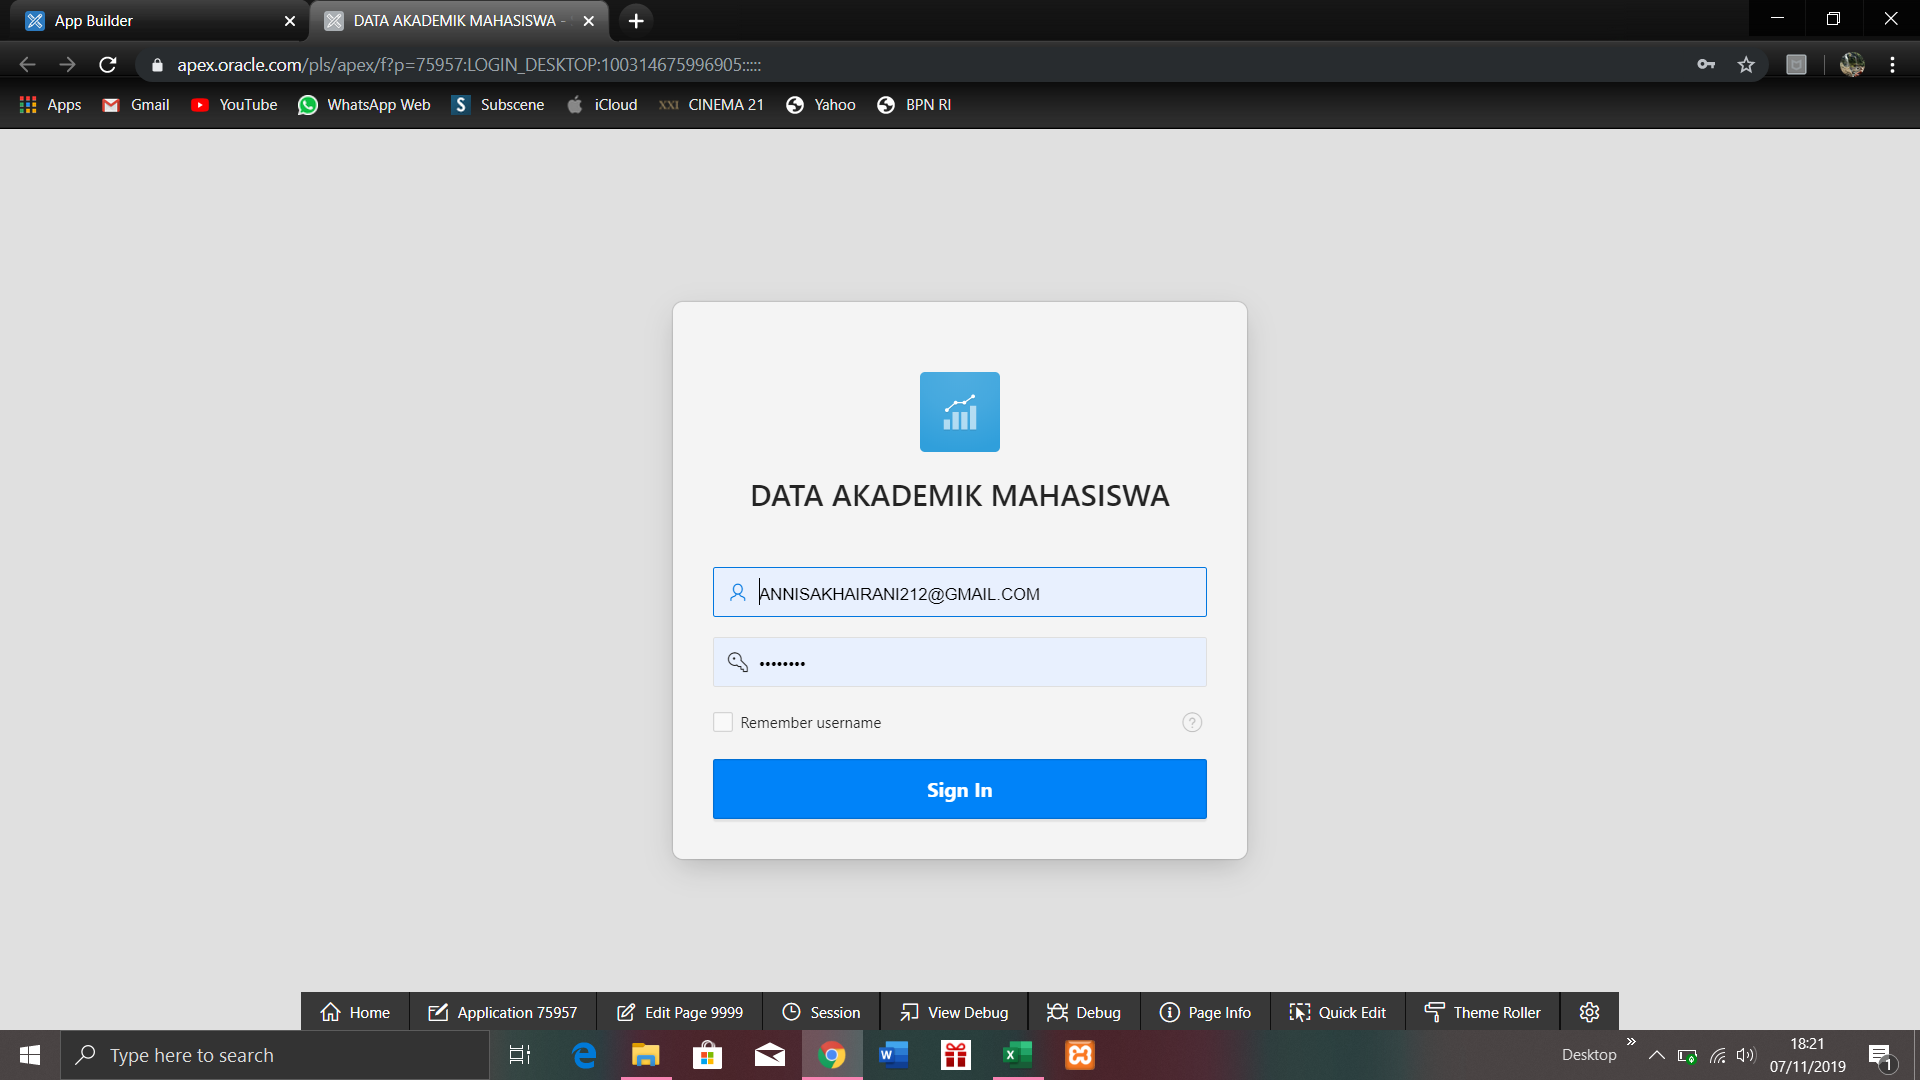 App Builder
DATA AKADEMIK MAHASISWA -
apex.oracle.com/pls/apex/f?p=75957:LOGIN_DESKTOP:100314675996905:::::
Apps Gmail YouTube WhatsApp Web S Subscene iCloud XXI CINEMA 21 Yahoo BPN RI
DATA AKADEMIK MAHASISWA
ANNISAKHAIRANI212@GMAIL.COM
••••••••
Remember username ?
Sign In
Home Application 75957 Edit Page 9999 Session View Debug Debug Page Info Quick Edit Theme Roller
Type here to search
Desktop
18:21
07/11/2019
1